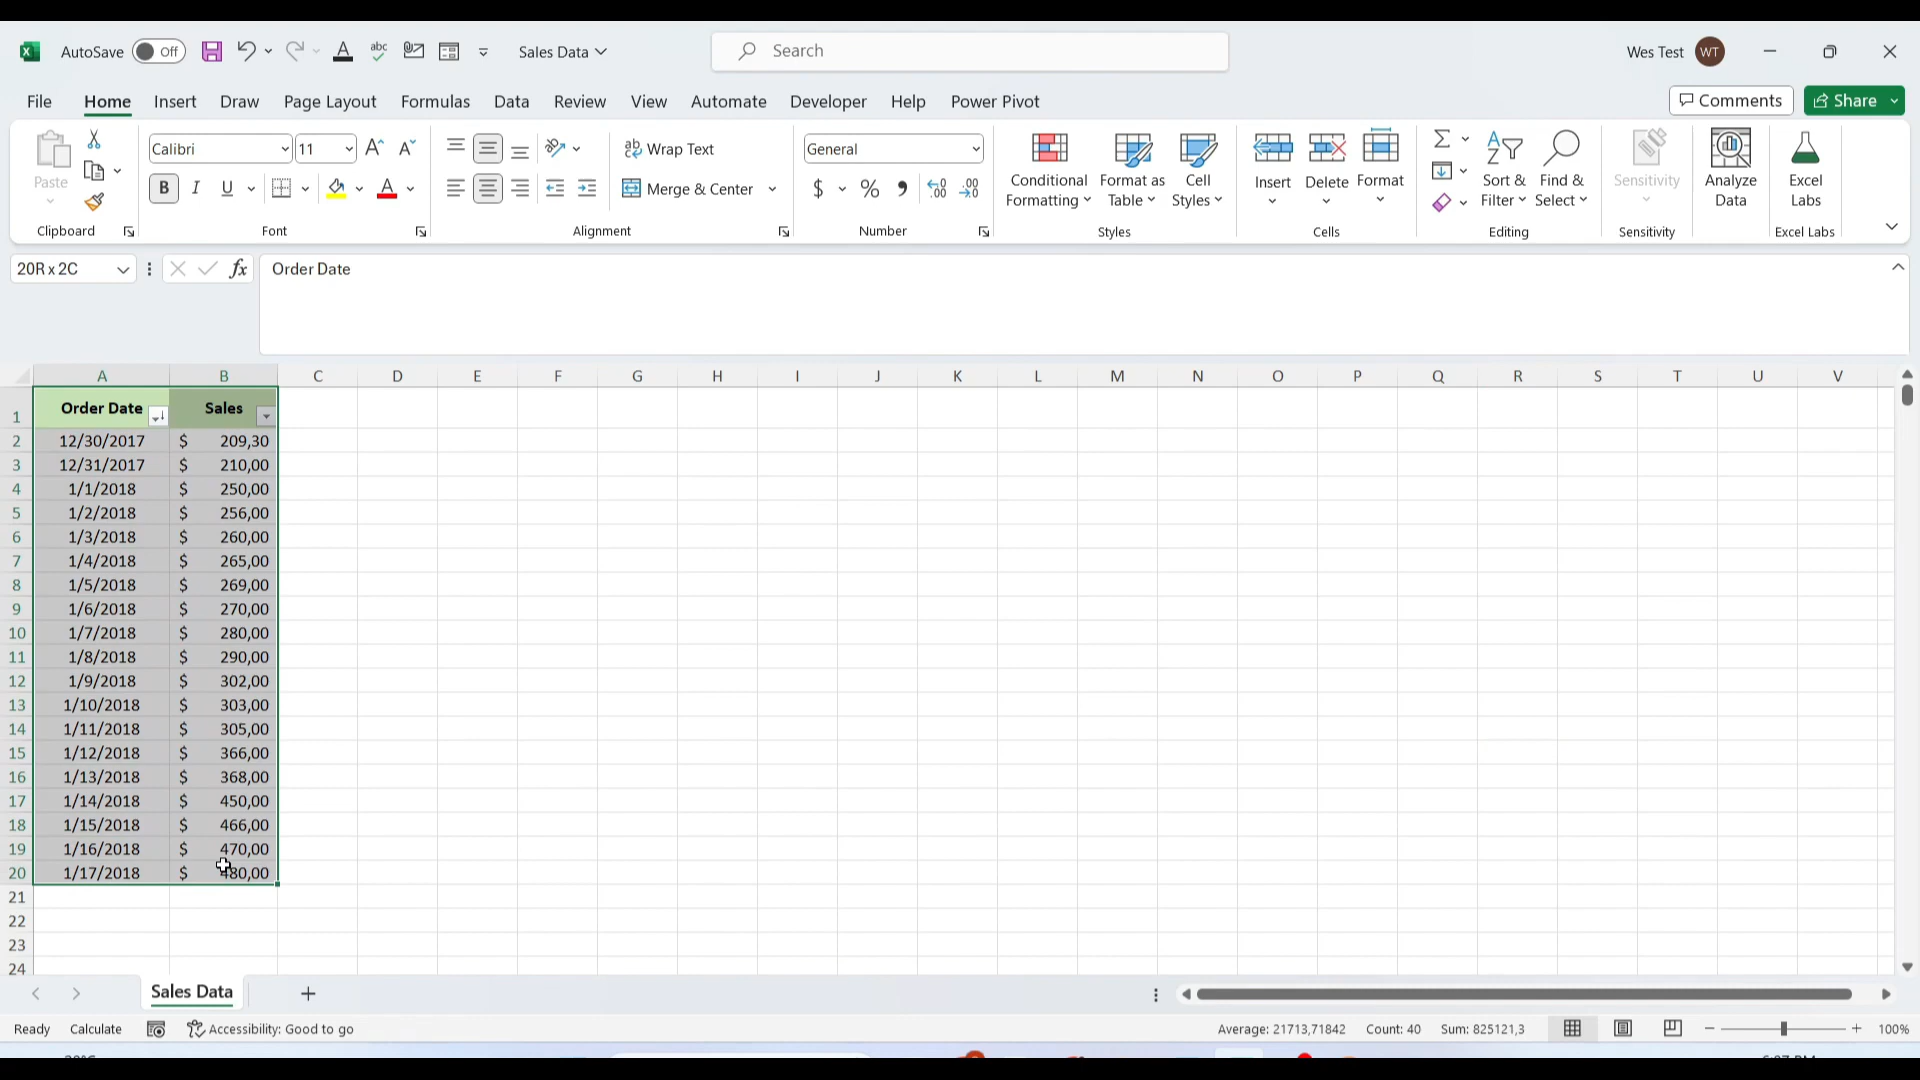 AutoSave Off Sales Data Search Wes Test WT
File Home Insert Draw Page Layout Formulas Data Review View Automate Developer Help Power Pivot Comments Share
Paste Calibri 11 Wrap Text General Conditional Formatting Format as Table Cell Styles Insert Delete Format Sort & Filter Find & Select Sensitivity Analyze Data Excel Labs
B I U Merge & Center $ %
Clipboard Font Alignment Number Styles Cells Editing Sensitivity Excel Labs
20R x 2C fx Order Date
A B C D E F G H I J K L M N O P Q R S T U V
1 Order Date Sales
2 12/30/2017 $ 209,30
3 12/31/2017 $ 210,00
4 1/1/2018 $ 250,00
5 1/2/2018 $ 256,00
6 1/3/2018 $ 260,00
7 1/4/2018 $ 265,00
8 1/5/2018 $ 269,00
9 1/6/2018 $ 270,00
10 1/7/2018 $ 280,00
11 1/8/2018 $ 290,00
12 1/9/2018 $ 302,00
13 1/10/2018 $ 303,00
14 1/11/2018 $ 305,00
15 1/12/2018 $ 366,00
16 1/13/2018 $ 368,00
17 1/14/2018 $ 450,00
18 1/15/2018 $ 466,00
19 1/16/2018 $ 470,00
20 1/17/2018 $ 480,00
21
22
23
24
Sales Data
Ready Calculate Accessibility: Good to go Average: 21713,71842 Count: 40 Sum: 825121,3 100%